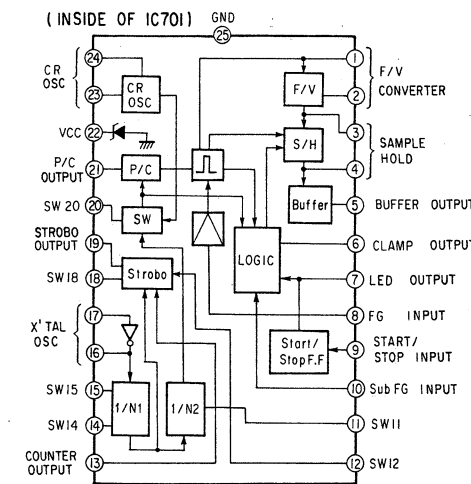 (INSIDE OF IC701)
GND
25
24
CR
OSC
23
CR
OSC
VCC
22
P/C
OUTPUT
21
P/C
SW 20
20
SW
STROBO
OUTPUT
19
SW18
18
Strobo
X'TAL
OSC
17
16
SW15
15
SW14
14
1/N1
1/N2
COUNTER
OUTPUT
13
1
F/V
F/V
CONVERTER
2
3
SAMPLE
HOLD
S/H
4
Buffer
5
BUFFER OUTPUT
6
CLAMP OUTPUT
LOGIC
7
LED OUTPUT
8
FG INPUT
Start/
Stop F.F
9
START/
STOP INPUT
10
Sub FG INPUT
11
SW11
12
SW12